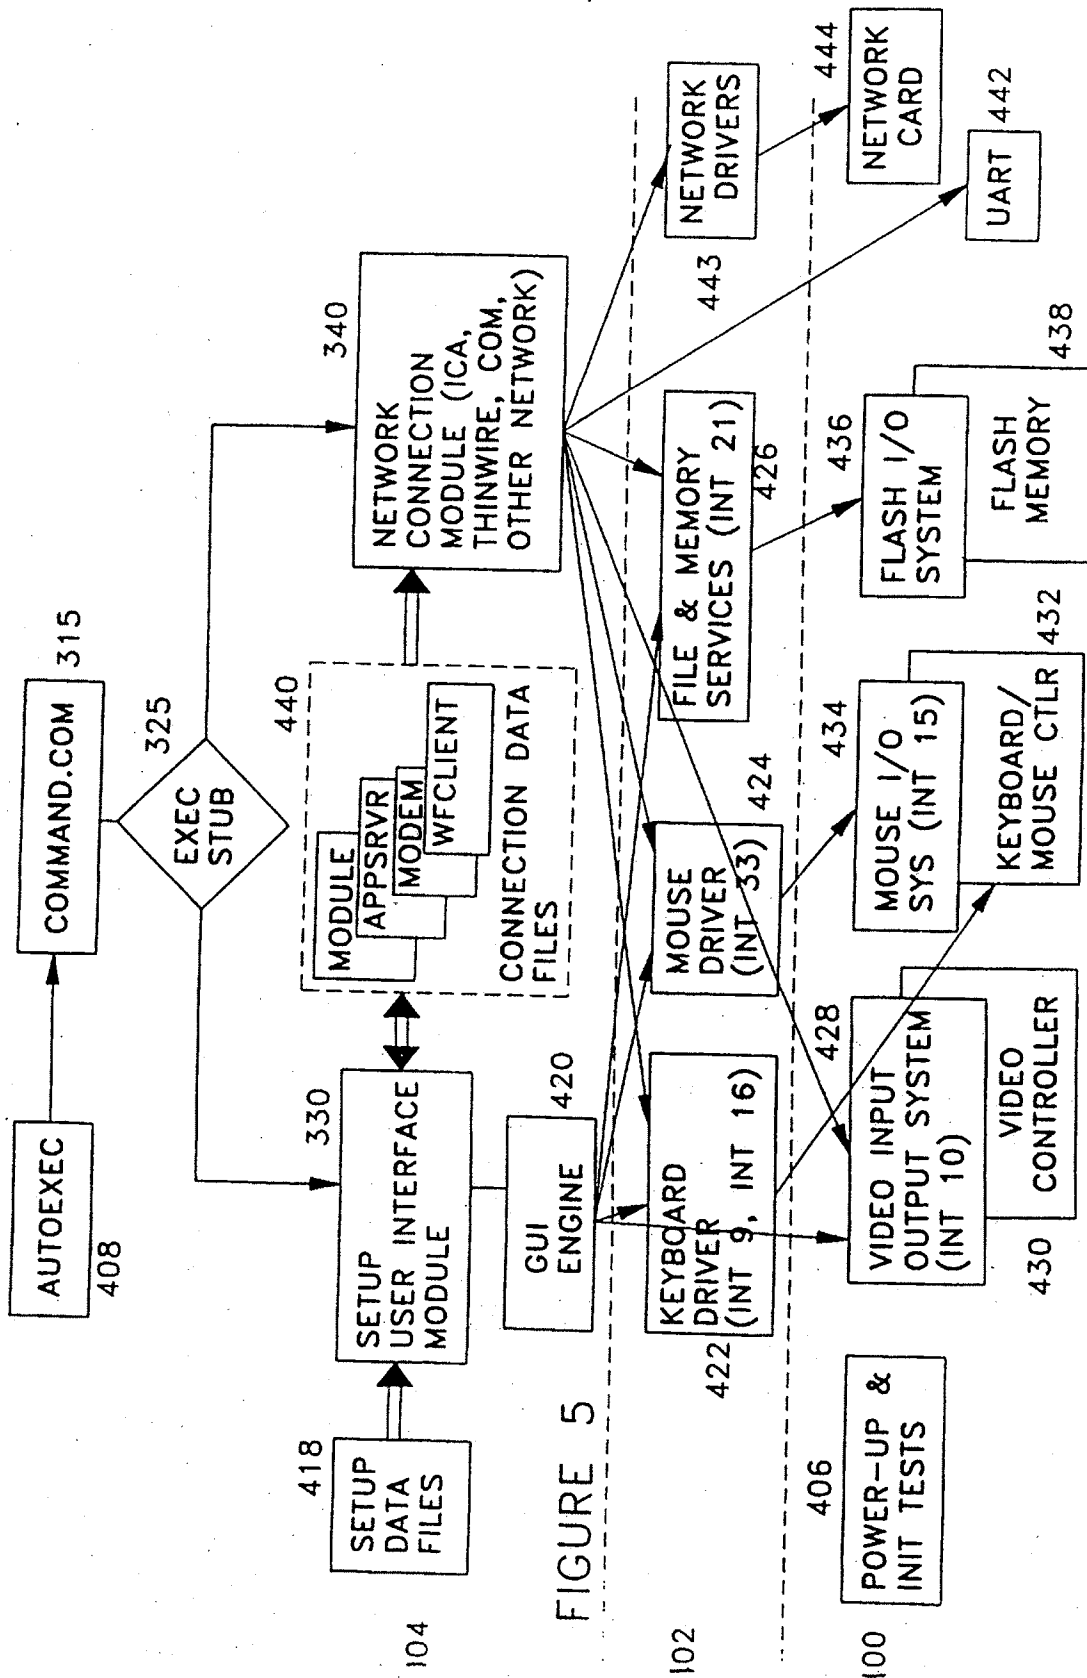 AUTOEXEC
408
COMMAND.COM
315
EXEC
STUB
325
104
SETUP
DATA
FILES
418
SETUP
USER INTERFACE
MODULE
330
GUI
ENGINE
420
MODULE
APPSRVR
MODEM
WFCLIENT
CONNECTION DATA
FILES
440
NETWORK
CONNECTION
MODULE (ICA,
THINWIRE, COM,
OTHER NETWORK)
340
FIGURE 5
102
KEYBOARD
DRIVER
(INT 9, INT 16)
422
MOUSE
DRIVER
(INT 33)
424
FILE & MEMORY
SERVICES (INT 21)
426
NETWORK
DRIVERS
443
100
POWER-UP &
INIT TESTS
406
VIDEO INPUT
OUTPUT SYSTEM
(INT 10)
428
VIDEO
CONTROLLER
430
MOUSE I/O
SYS (INT 15)
434
KEYBOARD/
MOUSE CTLR
432
FLASH I/O
SYSTEM
436
FLASH
MEMORY
438
NETWORK
CARD
444
UART
442